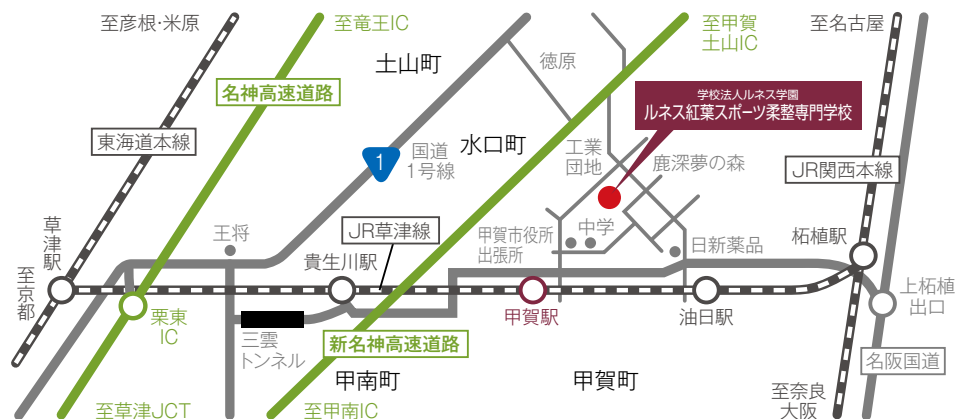 至彦根・米原
至竜王IC
土山町
至甲賀
土山IC
至名古屋
徳原
名神高速道路
学校法人ルネス学園
ルネス紅葉スポーツ柔整専門学校
東海道本線
1
国道
1号線
水口町
工業
団地
鹿深夢の森
JR関西本線
草津駅
王将
JR草津線
甲賀市役所
出張所
中学
日新薬品
柘植駅
貴生川駅
至京都
栗東
IC
三雲
トンネル
甲賀駅
油日駅
上柘植
出口
新名神高速道路
名阪国道
甲南町
甲賀町
至草津JCT
至甲南IC
至奈良
大阪